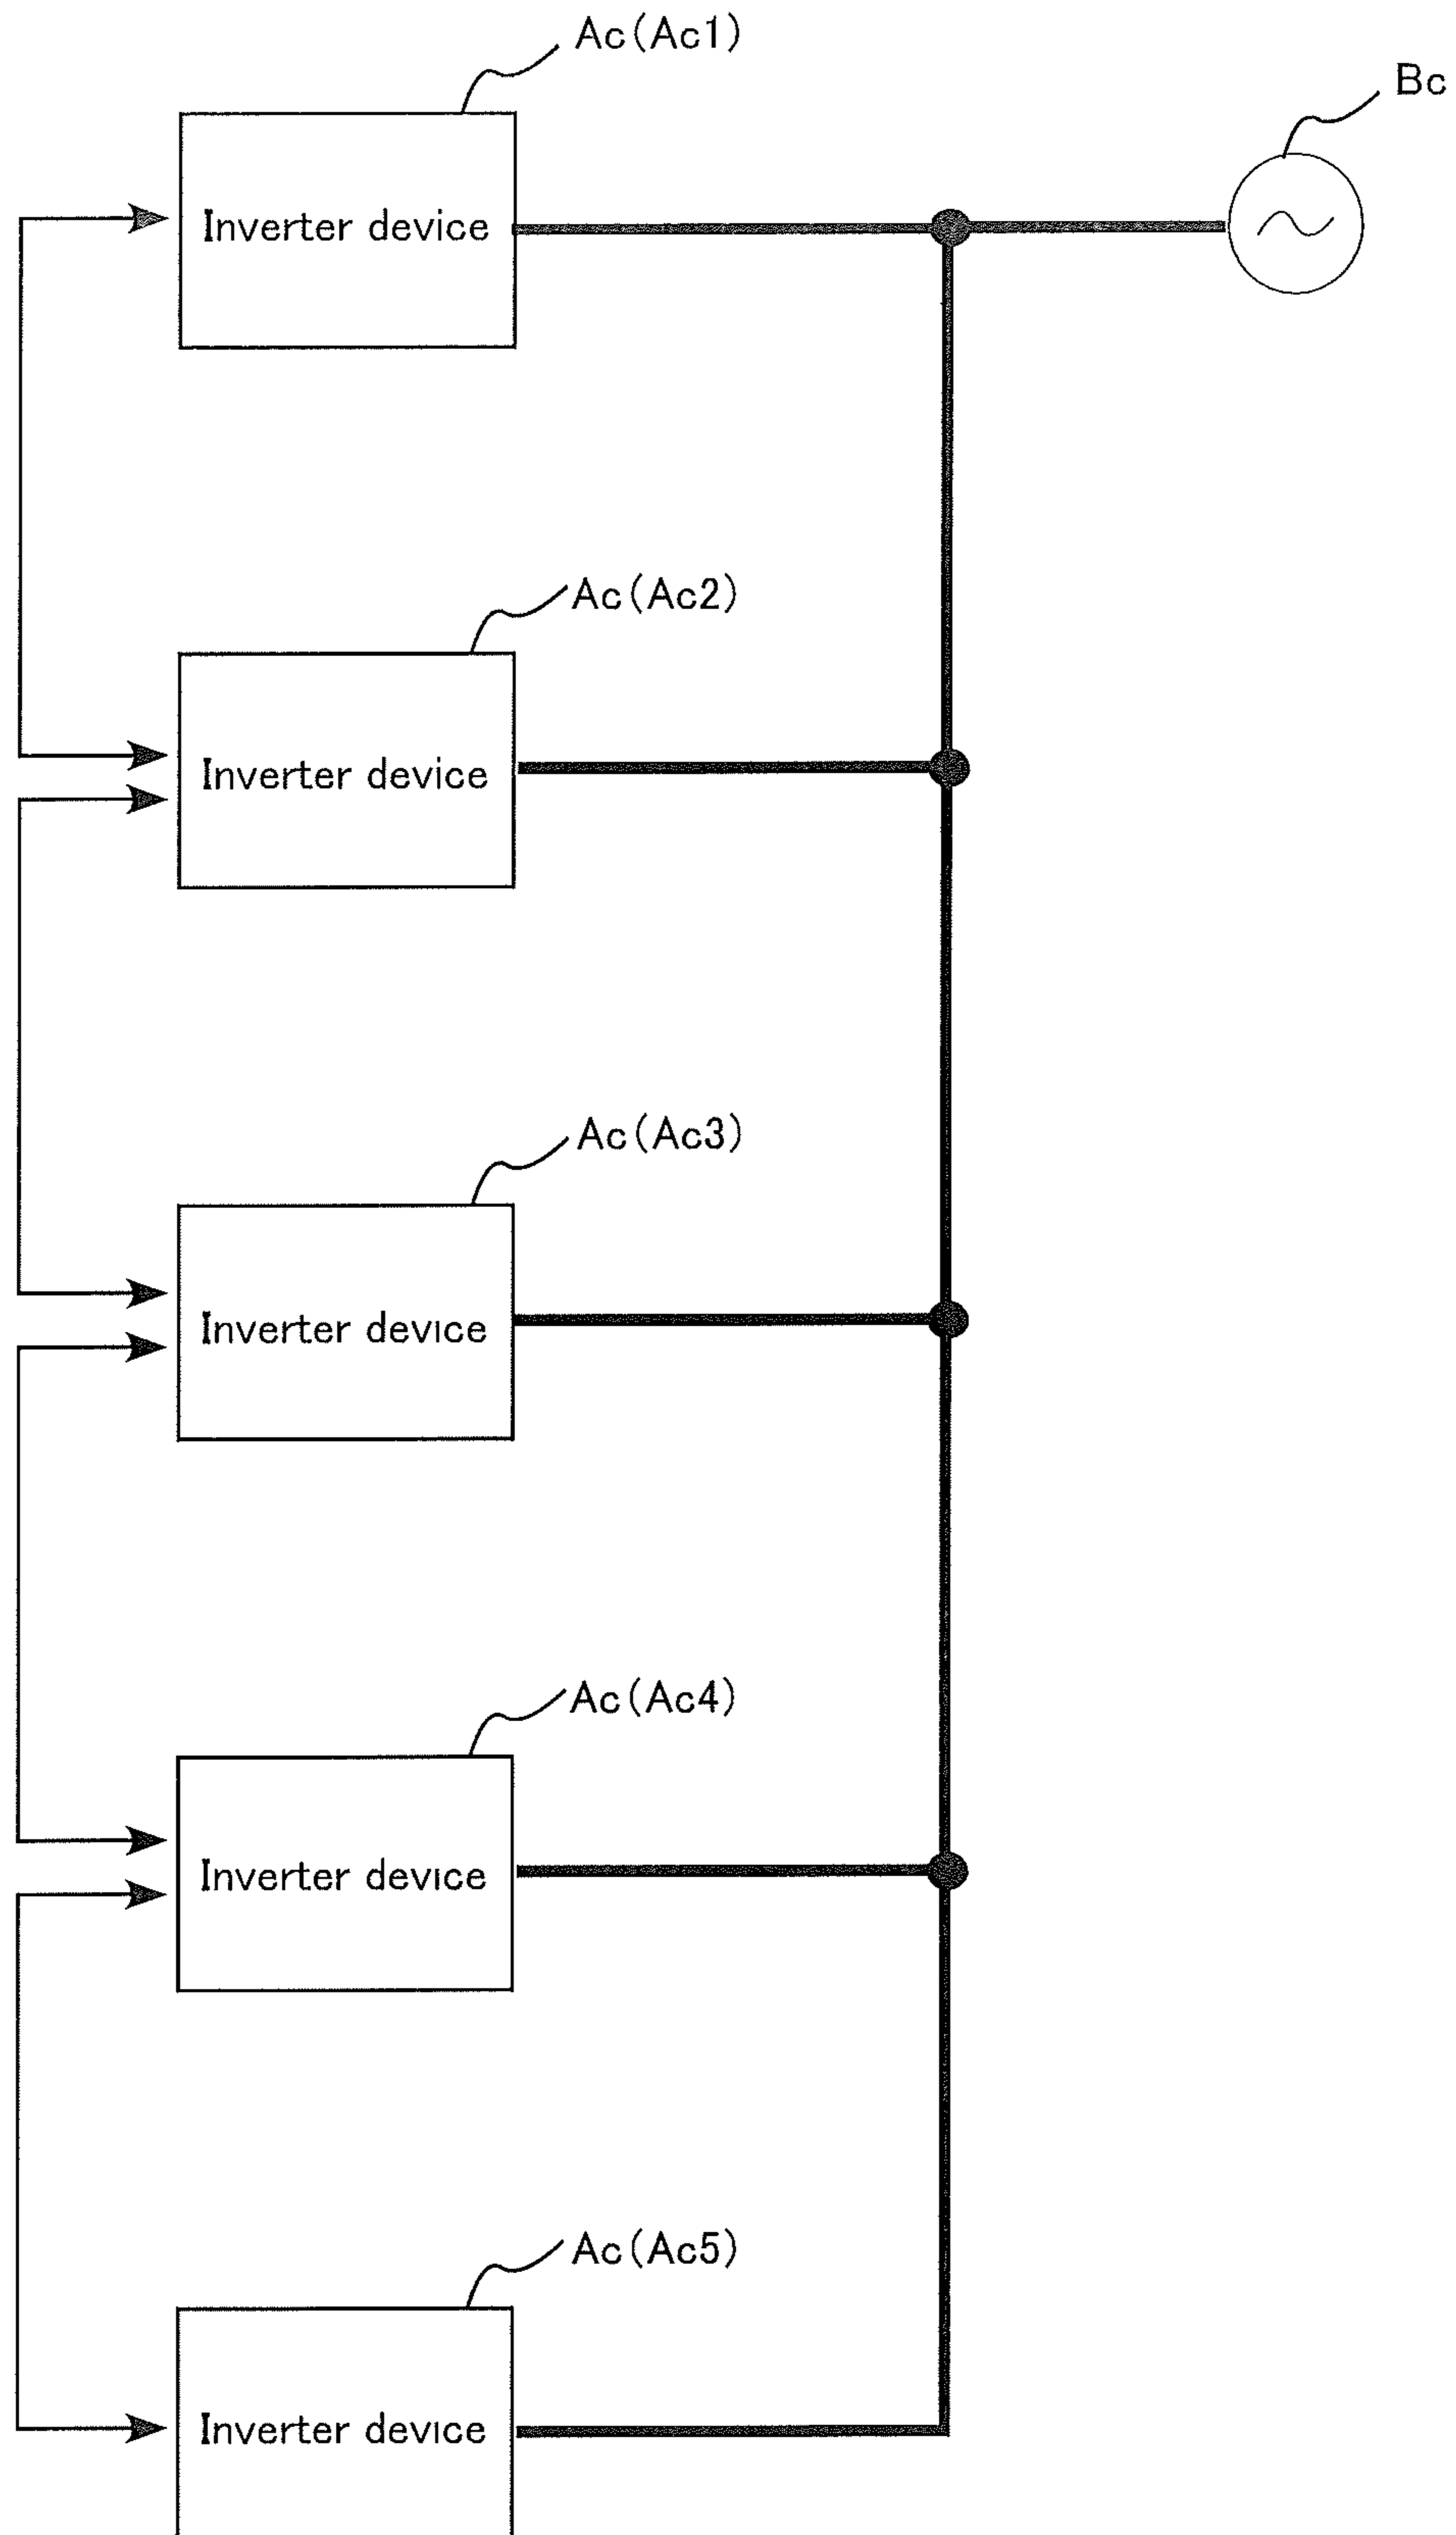 Ac(Ac1)
Bc
Inverter device
Ac(Ac2)
Inverter device
Ac(Ac3)
Inverter device
Ac(Ac4)
Inverter device
Ac(Ac5)
Inverter device